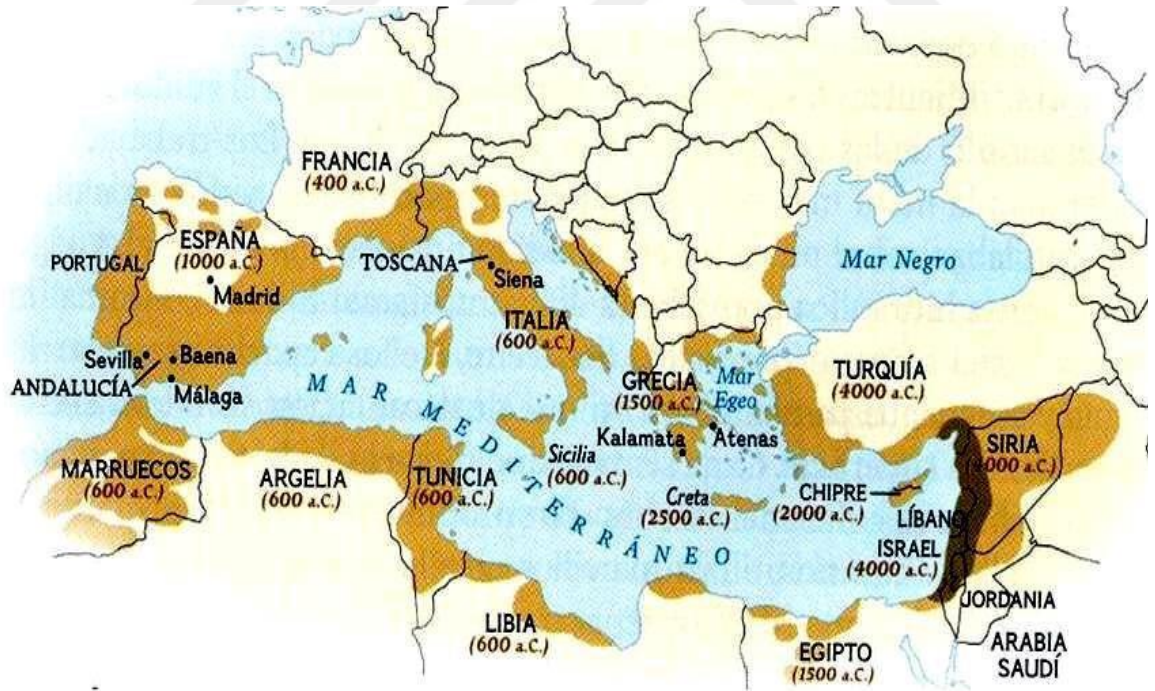 FRANCIA
(400 a.C.)
ESPAÑA
(1000 a.C.)
PORTUGAL
Madrid
TOSCANA
Siena
Mar Negro
ITALIA
(600 a.C.)
Sevilla
Baena
ANDALUCÍA
Málaga
MAR MEDITERRÁNEO
GRECIA
(1500 a.C.)
Mar
Egeo
TURQUÍA
(4000 a.C.)
Kalamata
Atenas
MARRUECOS
(600 a.C.)
ARGELIA
(600 a.C.)
TUNICIA
(600 a.C.)
Sicilia
(600 a.C.)
Creta
(2500 a.C.)
CHIPRE
(2000 a.C.)
SIRIA
000 a.C.)
LÍBANO
ISRAEL
(4000 a.C.)
JORDANIA
LIBIA
(600 a.C.)
EGIPTO
(1500 a.C.)
ARABIA
SAUDÍ